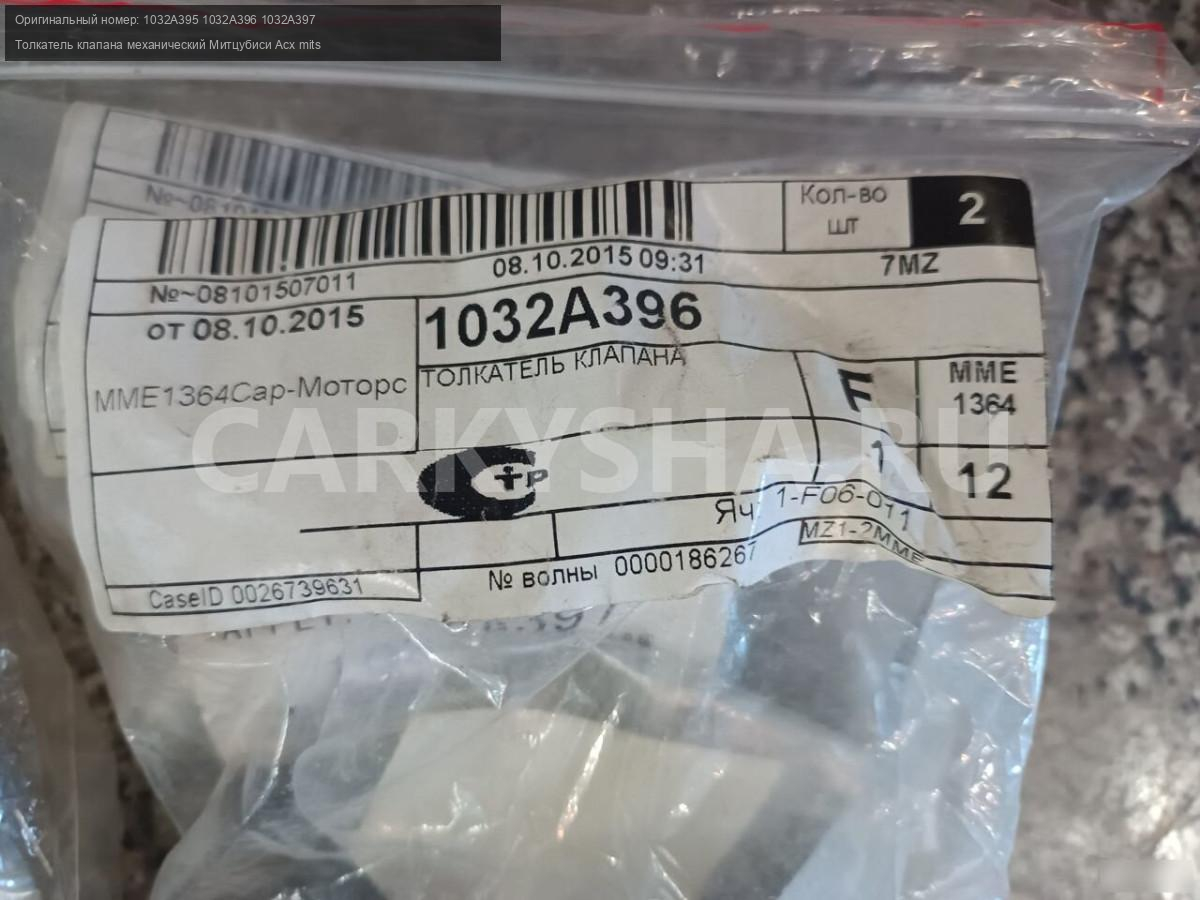 Оригинальный номер: 1032A395 1032A396 1032A397
Толкатель клапана механический Митцубиси Асх mits
Кол-во
шт
2
№~08101507011
08.10.2015 09:31
7MZ
от 08.10.2015
1032A396
MME1364Сар-Моторс
ТОЛКАТЕЛЬ КЛАПАНА
F
MME
1364
CARKYSHA.RU
1
12
Яч
1-F06-011
MZ1-2MME
CaseID 0026739631
№ волны 0000186267